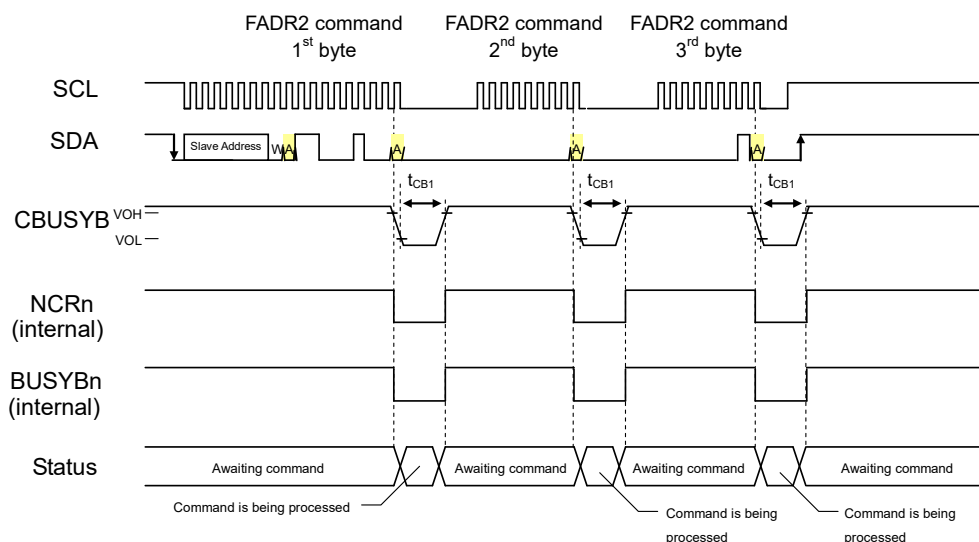 FADR2 command
1st byte
FADR2 command
2nd byte
FADR2 command
3rd byte
SCL
SDA
Slave Address
W
A
A
A
A
tCB1
tCB1
tCB1
CBUSYB
VOH
VOL
NCRn
(internal)
BUSYBn
(internal)
Status
Awaiting command
Awaiting command
Awaiting command
Awaiting command
Command is being processed
Command is being
processed
Command is being
processed